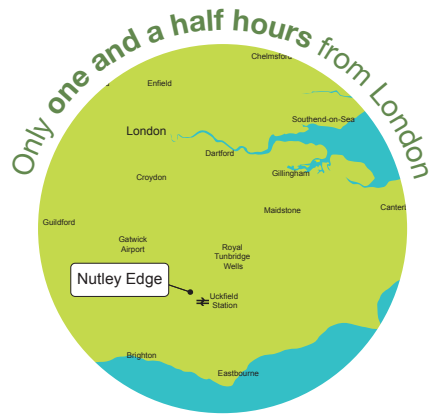 Only one and a half hours from London
Chelmsford
Enfield
Southend-on-Sea
London
Dartford
Gillingham
Croydon
Maidstone
Guildford
Gatwick
Airport
Royal
Tunbridge
Wells
Nutley Edge
Uckfield
Station
Brighton
Eastbourne